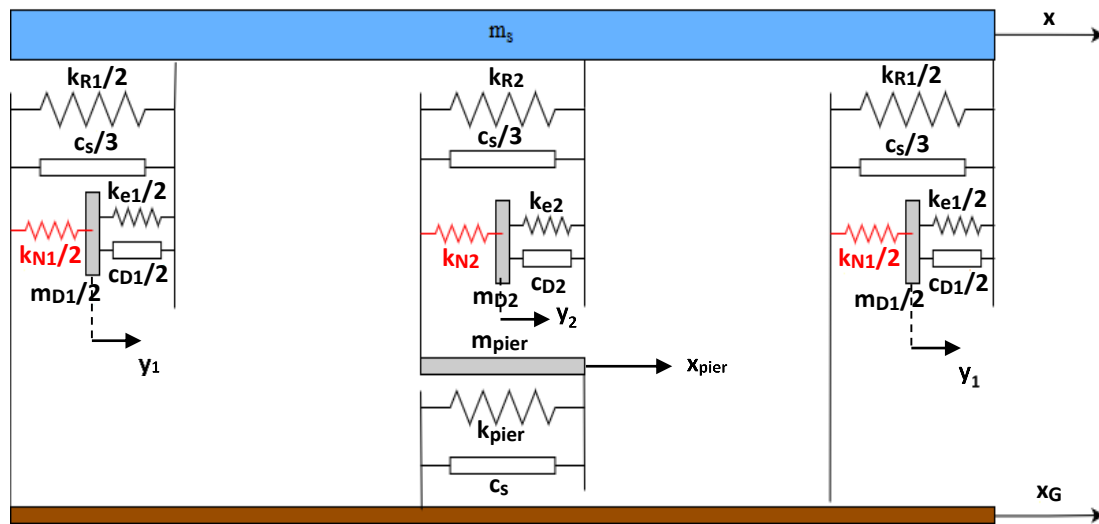 mₛ
x
kR1/2
kR2
kR1/2
cs/3
cs/3
cs/3
ke1/2
ke2
ke1/2
kN1/2
kN2
kN1/2
cD1/2
cD2
cD1/2
mD1/2
mD2
mD1/2
y2
mpier
xpier
y1
y1
kpier
cs
xG